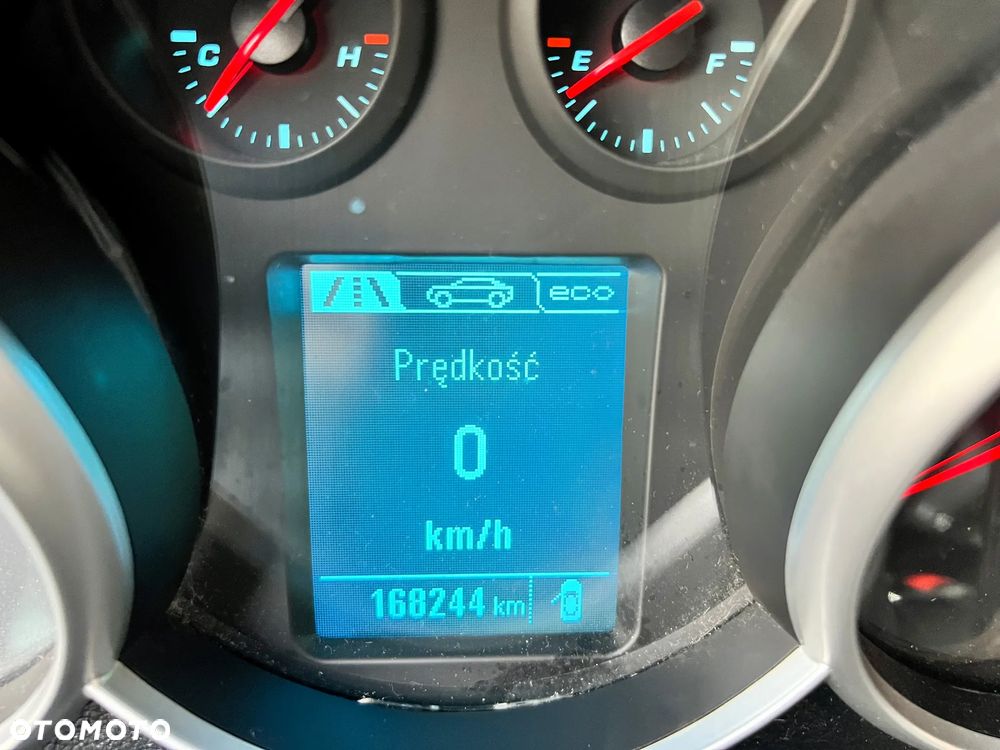 C H E F
eco
Prędkość
0
km/h
168244 km
OTOMOTO